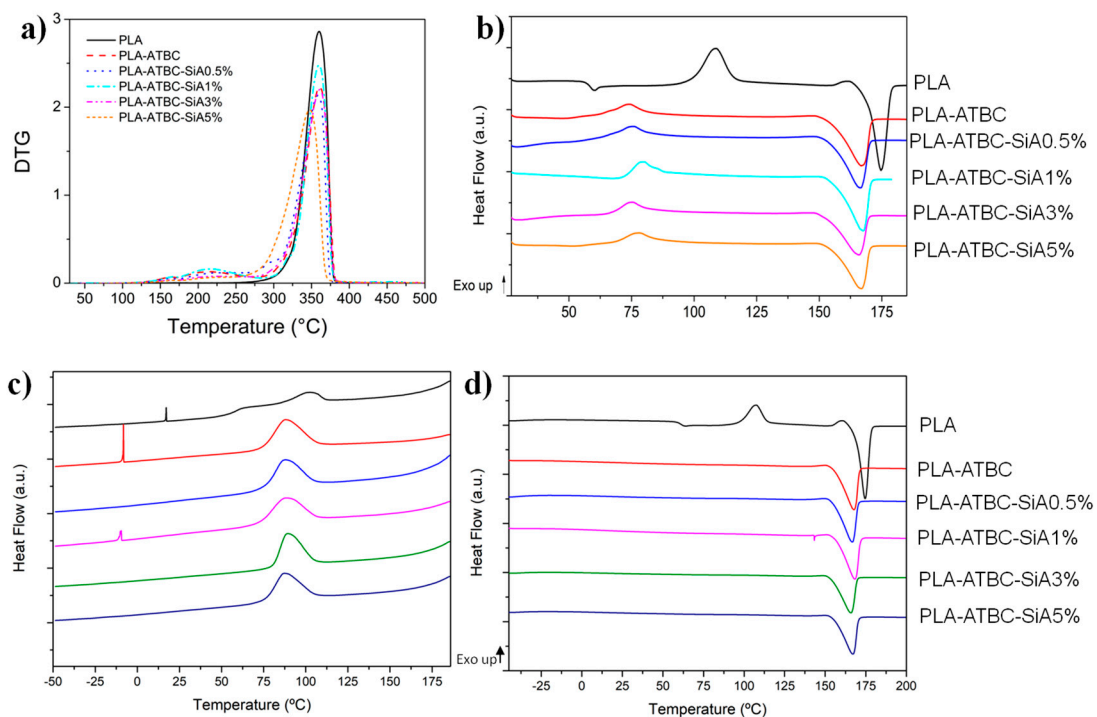 a)
3
2
1
0
DTG
PLA
PLA-ATBC
PLA-ATBC-SiA0.5%
PLA-ATBC-SiA1%
PLA-ATBC-SiA3%
PLA-ATBC-SiA5%
50 100 150 200 250 300 350 400 450 500
Temperature (°C)
b)
Heat Flow (a.u.)
Exo up
PLA
PLA-ATBC
PLA-ATBC-SiA0.5%
PLA-ATBC-SiA1%
PLA-ATBC-SiA3%
PLA-ATBC-SiA5%
50 75 100 125 150 175
Temperature (°C)
c)
Heat Flow (a.u.)
-50 -25 0 25 50 75 100 125 150 175
Temperature (ºC)
d)
Heat Flow (a.u.)
Exo up
PLA
PLA-ATBC
PLA-ATBC-SiA0.5%
PLA-ATBC-SiA1%
PLA-ATBC-SiA3%
PLA-ATBC-SiA5%
-25 0 25 50 75 100 125 150 175 200
Temperature (ºC)